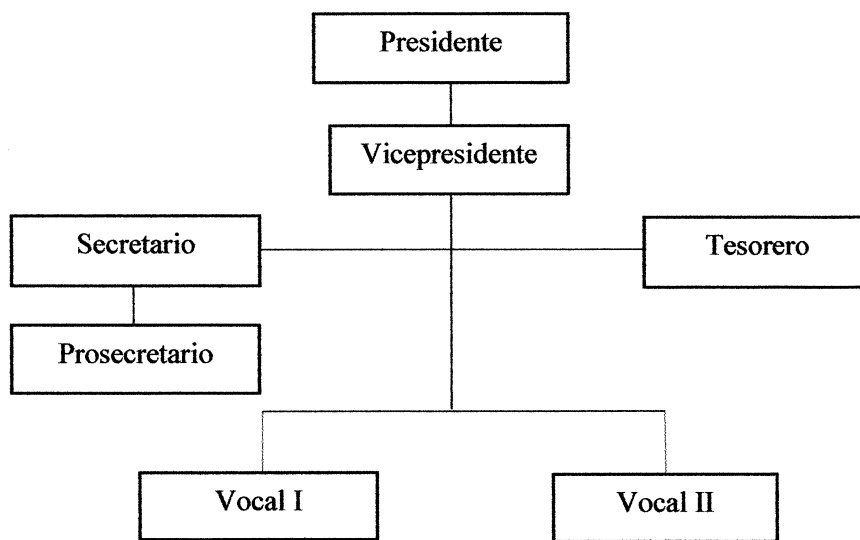 Presidente
Vicepresidente
Secretario
Tesorero
Prosecretario
Vocal I
Vocal II